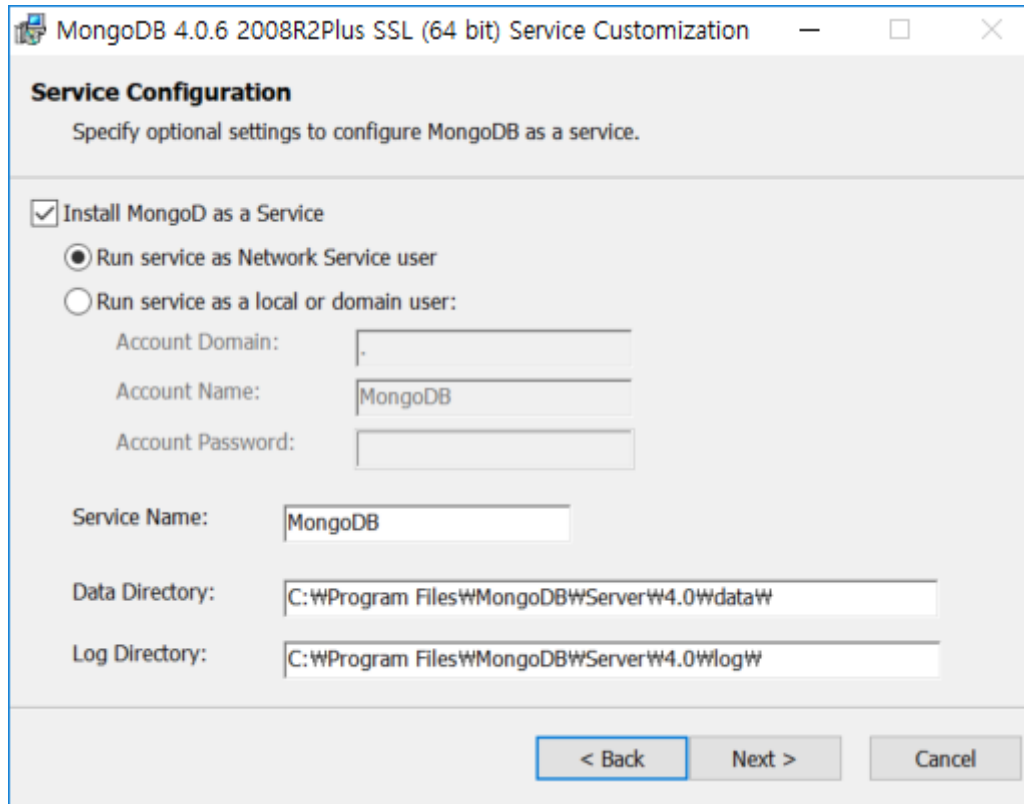 MongoDB 4.0.6 2008R2Plus SSL (64 bit) Service Customization
Service Configuration
Specify optional settings to configure MongoDB as a service.
Install MongoD as a Service
Run service as Network Service user
Run service as a local or domain user:
Account Domain: .
Account Name: MongoDB
Account Password:
Service Name: MongoDB
Data Directory: C:₩Program Files₩MongoDB₩Server₩4.0₩data₩
Log Directory: C:₩Program Files₩MongoDB₩Server₩4.0₩log₩
< Back Next > Cancel